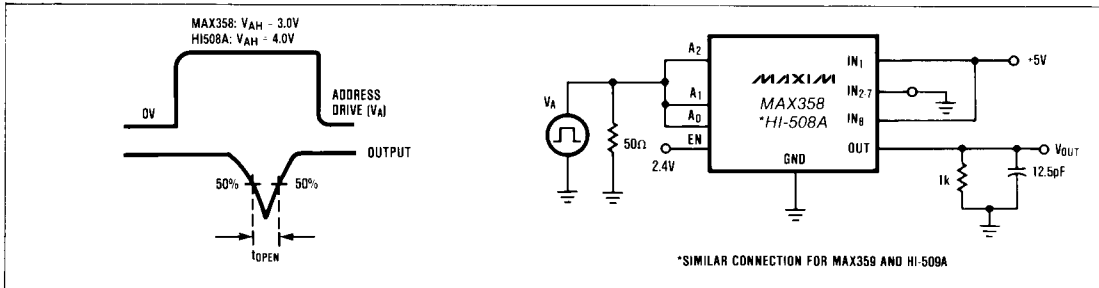 MAX358: VAH = 3.0V
HI508A: VAH = 4.0V
0V
ADDRESS
DRIVE (VA)
OUTPUT
50%
50%
tOPEN
A2
A1
A0
EN
2.4V
VA
50Ω
MAXIM
MAX358
*HI-508A
GND
IN1
IN2-7
IN8
OUT
+5V
VOUT
1k
12.5pF
*SIMILAR CONNECTION FOR MAX359 AND HI-509A